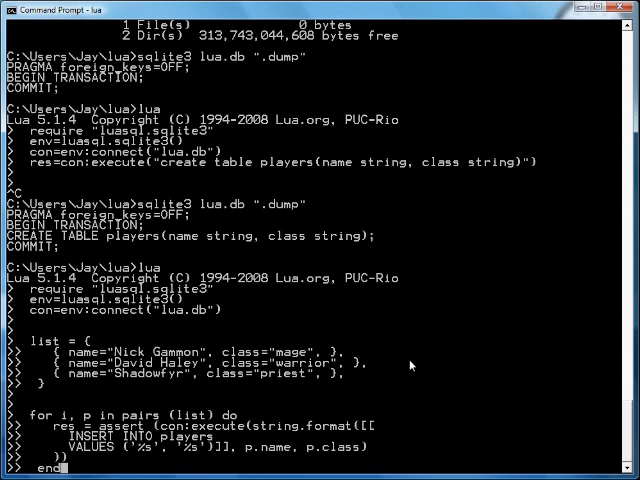 Command Prompt - lua
1 File(s)              0 bytes
2 Dir(s)  313,743,044,608 bytes free
C:\Users\Jay\lua>sqlite3 lua.db ".dump"
PRAGMA foreign_keys=OFF;
BEGIN TRANSACTION;
COMMIT;
C:\Users\Jay\lua>lua
Lua 5.1.4  Copyright (C) 1994-2008 Lua.org, PUC-Rio
>  require "luasql.sqlite3"
>  env=luasql.sqlite3()
>  con=env:connect("lua.db")
>  res=con:execute("create table players(name string, class string)")
>
>
^C
C:\Users\Jay\lua>sqlite3 lua.db ".dump"
PRAGMA foreign_keys=OFF;
BEGIN TRANSACTION;
CREATE TABLE players(name string, class string);
COMMIT;
C:\Users\Jay\lua>lua
Lua 5.1.4  Copyright (C) 1994-2008 Lua.org, PUC-Rio
>  require "luasql.sqlite3"
>  env=luasql.sqlite3()
>  con=env:connect("lua.db")
>
>
>  list = {
>>    { name="Nick Gammon", class="mage", },
>>    { name="David Haley", class="warrior", },
>>    { name="Shadowfyr", class="priest", },
>>  }
>
>
>  for i, p in pairs (list) do
>>    res = assert (con:execute(string.format([[
>>      INSERT INTO players
>>      VALUES ('%s', '%s')]], p.name, p.class)
>>    ))
>>  end